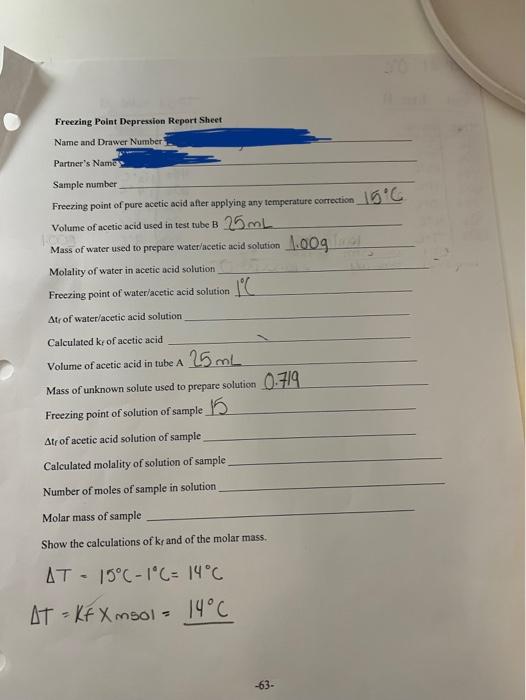 Freezing Point Depression Report Sheet
Name and Drawer Number
Partner's Name
Sample number
Freezing point of pure acetic acid after applying any temperature correction 15°C
Volume of acetic acid used in test tube B 25mL
Mass of water used to prepare water/acetic acid solution 1.00g
Molality of water in acetic acid solution
Freezing point of water/acetic acid solution 1°C
Δtf of water/acetic acid solution
Calculated kf of acetic acid
Volume of acetic acid in tube A 25mL
Mass of unknown solute used to prepare solution
Freezing point of solution of sample 15
Δtf of acetic acid solution of sample
Calculated molality of solution of sample
Number of moles of sample in solution
Molar mass of sample
Show the calculations of kf and of the molar mass.
ΔT = 15°C - 1°C = 14°C
ΔT = Kf X msol = 14°C
-63-